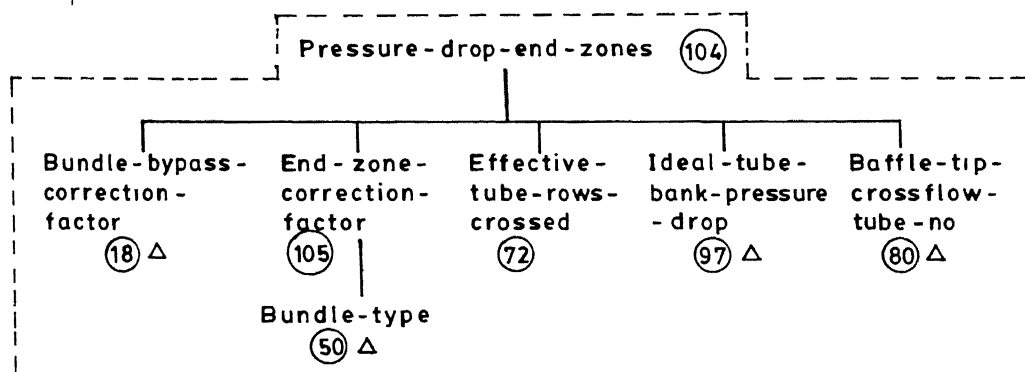 Pressure-drop-end-zones 104
Bundle-bypass-
correction-
factor
18 Δ
End-zone-
correction-
factor
105
Effective-
tube-rows-
crossed
72
Ideal-tube-
bank-pressure
-drop
97 Δ
Baffle-tip-
crossflow-
tube-no
80 Δ
Bundle-type
50 Δ